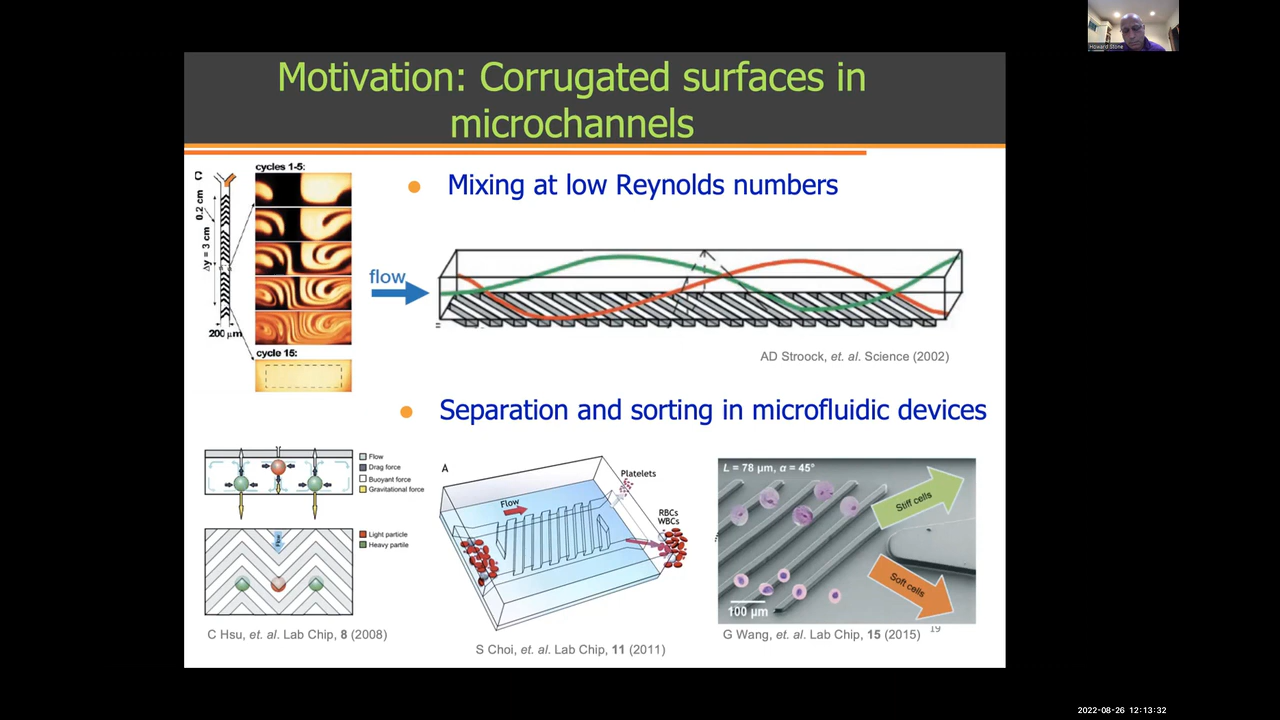 Howard Stone
Motivation: Corrugated surfaces in
microchannels
cycles 1-5:
0.2 cm
Δy = 3 cm
200 µm
cycle 15:
Mixing at low Reynolds numbers
flow
AD Stroock, et. al. Science (2002)
Separation and sorting in microfluidic devices
Flow
Drag force
Buoyant force
Gravitational force
Light particle
Heavy partile
C Hsu, et. al. Lab Chip, 8 (2008)
A
Flow
Platelets
RBCs
WBCs
S Choi, et. al. Lab Chip, 11 (2011)
L = 78 µm, α = 45°
Stiff cells
Soft cells
100 µm
G Wang, et. al. Lab Chip, 15 (2015)
19
2022-08-26 12:13:32